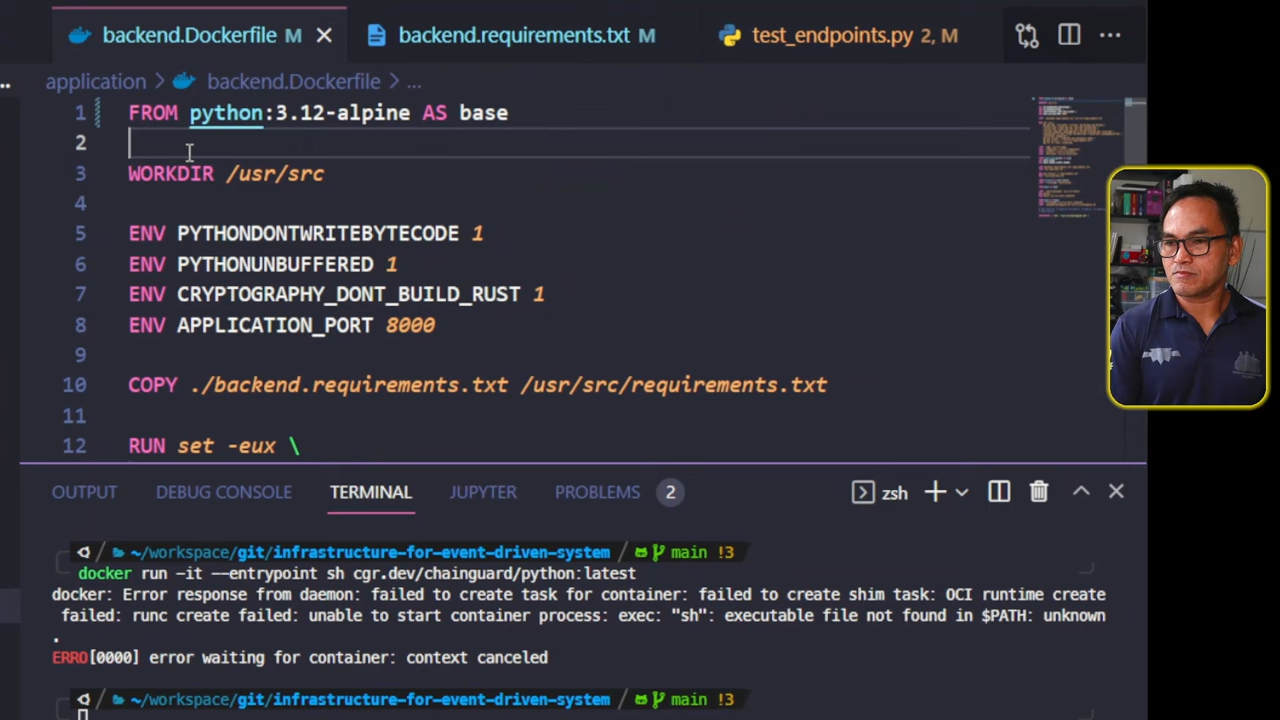 backend.Dockerfile M
backend.requirements.txt M
test_endpoints.py 2, M
application > backend.Dockerfile > ...
1 FROM python:3.12-alpine AS base
2
3 WORKDIR /usr/src
4
5 ENV PYTHONDONTWRITEBYTECODE 1
6 ENV PYTHONUNBUFFERED 1
7 ENV CRYPTOGRAPHY_DONT_BUILD_RUST 1
8 ENV APPLICATION_PORT 8000
9
10 COPY ./backend.requirements.txt /usr/src/requirements.txt
11
12 RUN set -eux \
OUTPUT DEBUG CONSOLE TERMINAL JUPYTER PROBLEMS 2 zsh
~/workspace/git/infrastructure-for-event-driven-system main !3
docker run -it --entrypoint sh cgr.dev/chainguard/python:latest
docker: Error response from daemon: failed to create task for container: failed to create shim task: OCI runtime create
failed: runc create failed: unable to start container process: exec: "sh": executable file not found in $PATH: unknown
.
ERRO[0000] error waiting for container: context canceled
~/workspace/git/infrastructure-for-event-driven-system main !3